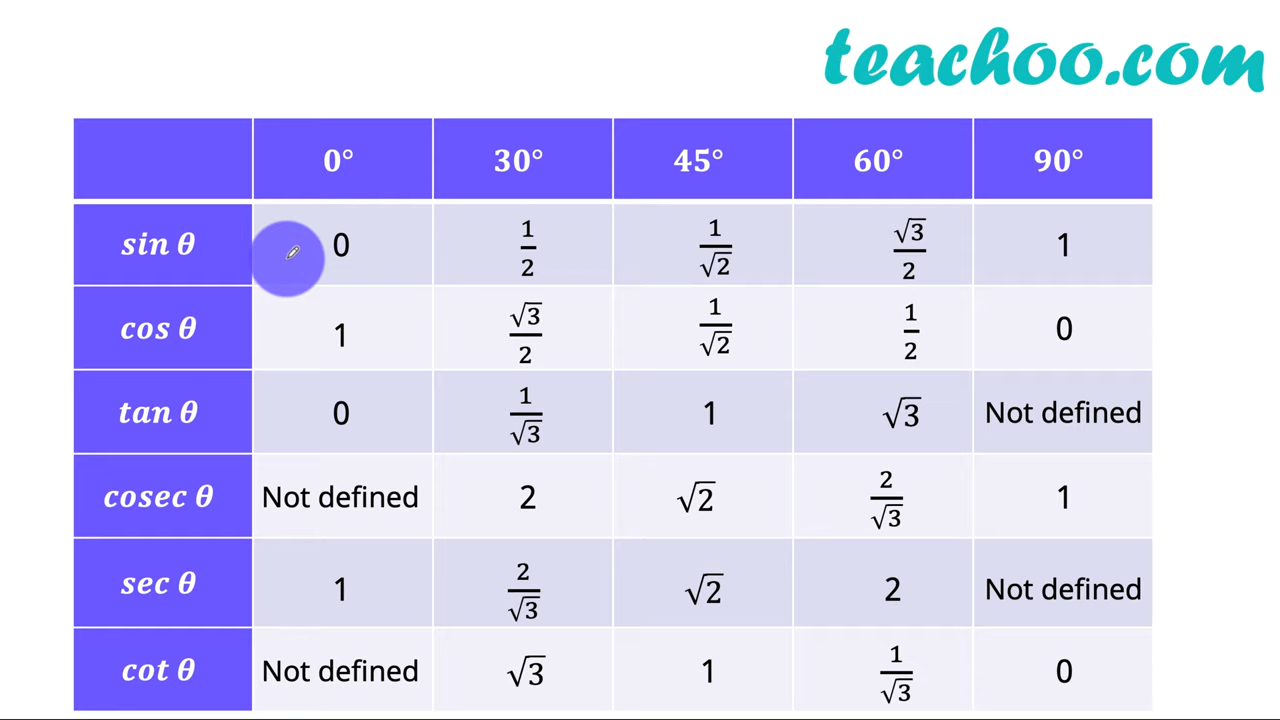 teachoo.com
0° 30° 45° 60° 90°
sin θ 0 1/2 1/√2 √3/2 1
cos θ 1 √3/2 1/√2 1/2 0
tan θ 0 1/√3 1 √3 Not defined
cosec θ Not defined 2 √2 2/√3 1
sec θ 1 2/√3 √2 2 Not defined
cot θ Not defined √3 1 1/√3 0